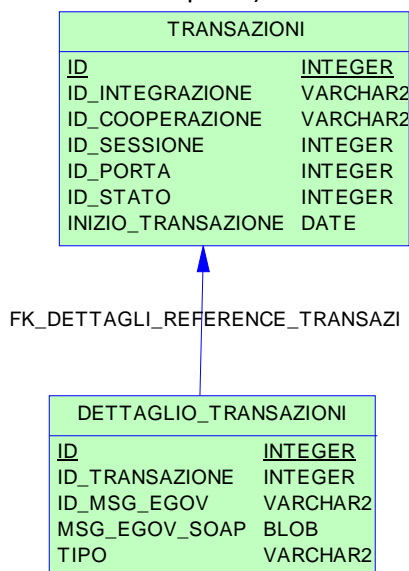 TRANSAZIONI
ID INTEGER
ID_INTEGRAZIONE VARCHAR2
ID_COOPERAZIONE VARCHAR2
ID_SESSIONE INTEGER
ID_PORTA INTEGER
ID_STATO INTEGER
INIZIO_TRANSAZIONE DATE
FK_DETTAGLI_REFERENCE_TRANSAZI
DETTAGLIO_TRANSAZIONI
ID INTEGER
ID_TRANSAZIONE INTEGER
ID_MSG_EGOV VARCHAR2
MSG_EGOV_SOAP BLOB
TIPO VARCHAR2